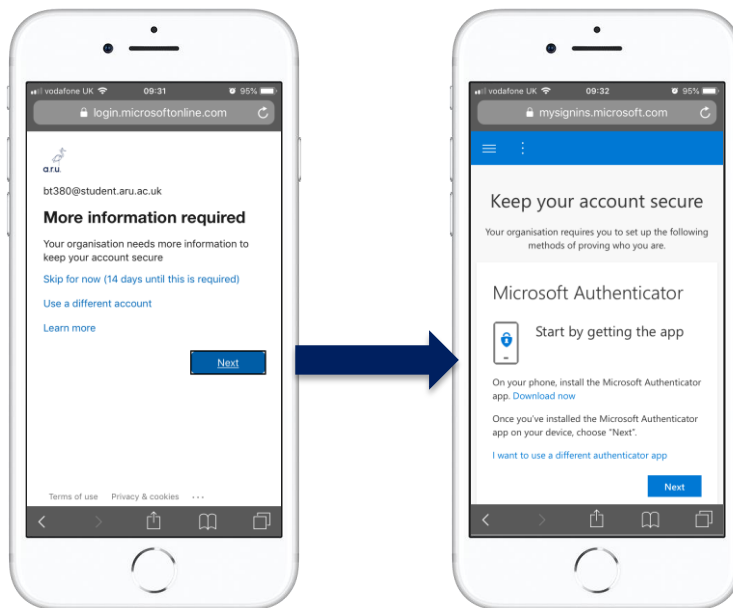 vodafone UK 09:31 95%
login.microsoftonline.com
a.r.u.
bt380@student.aru.ac.uk
More information required
Your organisation needs more information to
keep your account secure
Skip for now (14 days until this is required)
Use a different account
Learn more
Next
Terms of use Privacy & cookies ...
vodafone UK 09:32 95%
mysignins.microsoft.com
Keep your account secure
Your organisation requires you to set up the following
methods of proving who you are.
Microsoft Authenticator
Start by getting the app
On your phone, install the Microsoft Authenticator
app. Download now
Once you've installed the Microsoft Authenticator
app on your device, choose "Next".
I want to use a different authenticator app
Next